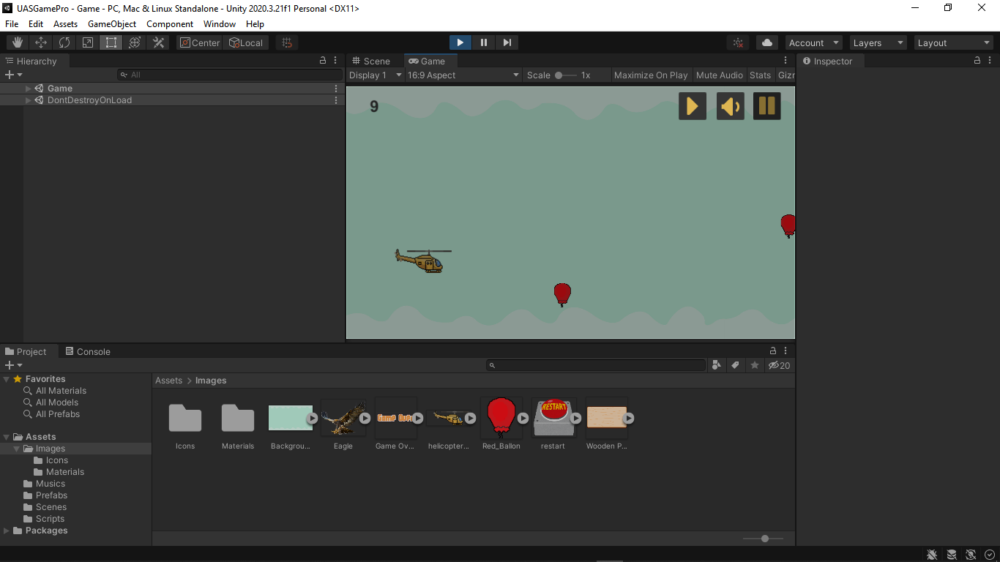 UASGamePro - Game - PC, Mac & Linux Standalone - Unity 2020.3.21f1 Personal <DX11>
File Edit Assets GameObject Component Window Help
Center Local Account Layers Layout
Hierarchy Scene Game Inspector
All Display 1 16:9 Aspect Scale 1x Maximize On Play Mute Audio Stats Gizr
Game
DontDestroyOnLoad
9
Project Console
20
Favorites
All Materials
All Models
All Prefabs
Assets
Images
Icons
Materials
Musics
Prefabs
Scenes
Scripts
Packages
Assets > Images
Game Over
RESTART
Icons Materials Backgrou... Eagle Game Ov... helicopter... Red_Ballon restart Wooden P...